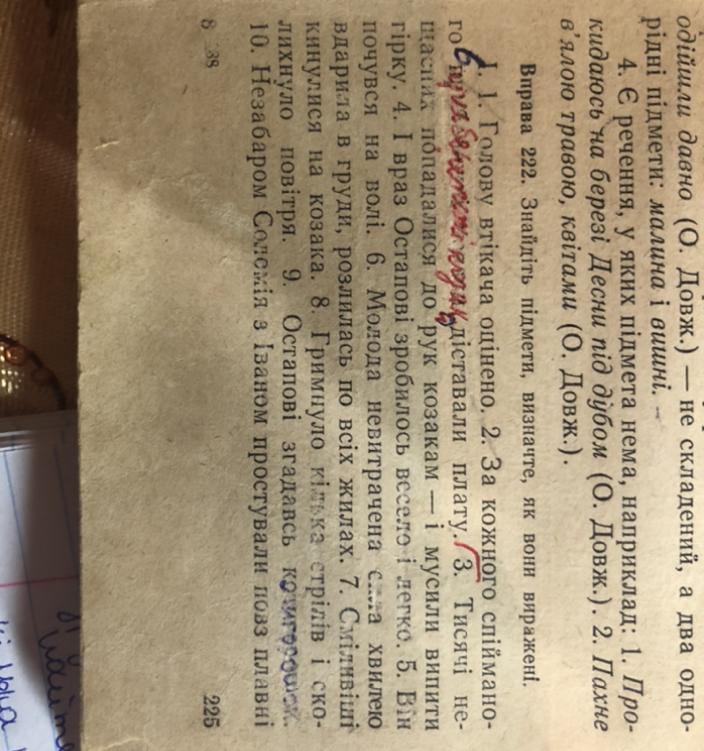 одійшли давно (О. Довж.) — не складений, а два одно-
рідні підмети: малина і вишні. –
4. Є речення, у яких підмета нема, наприклад: 1. Про-
кидаюсь на березі Десни під дубом (О. Довж.). 2. Пахне
в'ялою травою, квітами (О. Довж.).
Вправа 222. Знайдіть підмети, визначте, як вони виражені.
I. 1. Голову втікача оцінено. 2. За кожного спіймано-
го діставали плату. 3. Тисячі не-
щасних попадалися до рук козакам — і мусили випити
гірку. 4. І враз Остапові зробилось весело і легко. 5. Він
почувся на волі. 6. Молода невитрачена сила хвилею
вдарила в груди, розлилась по всіх жилах. 7. Сміливіші
кинулися на козака. 8. Гримнуло кілька стрілів і ско-
лихнуло повітря. 9. Остапові згадавсь котигорошок.
10. Незабаром Соломія з Іваном простували повз плавні
8 38
225